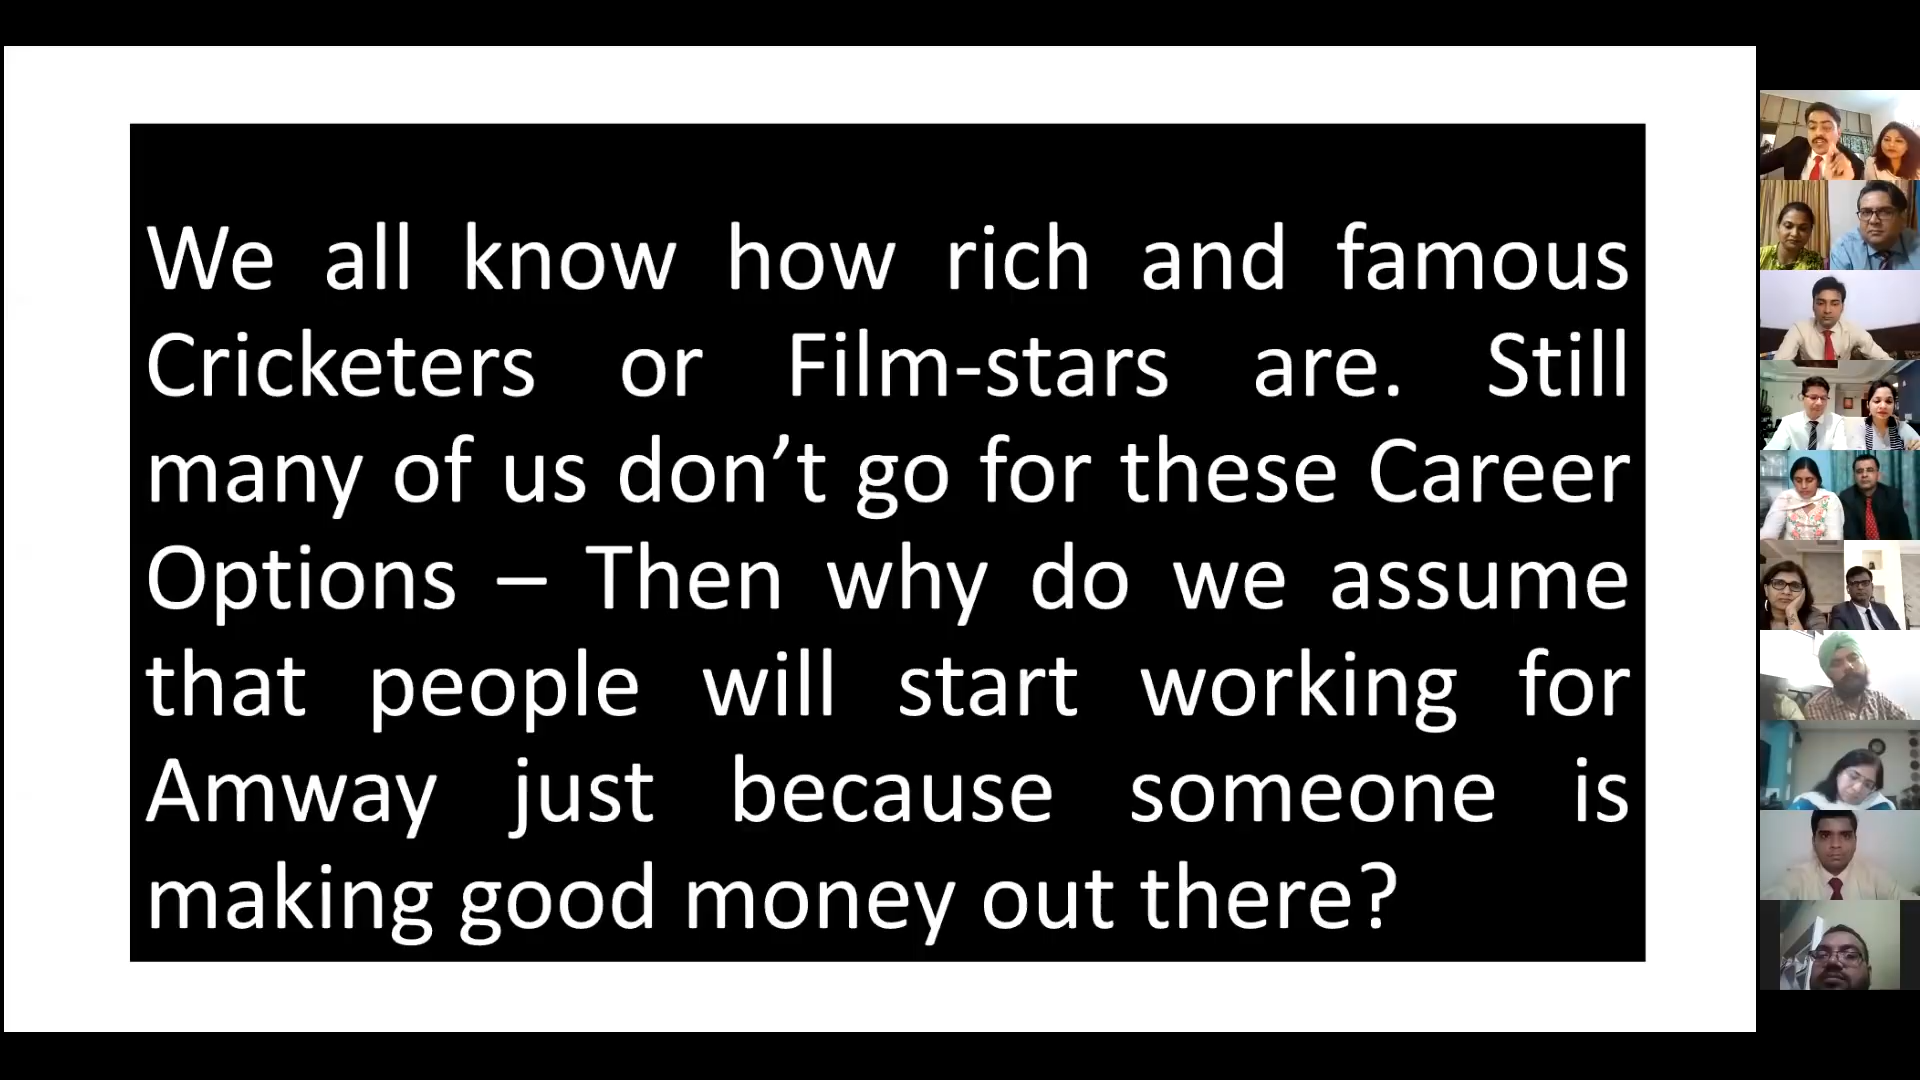 We all know how rich and famous
Cricketers or Film-stars are. Still
many of us don’t go for these Career
Options – Then why do we assume
that people will start working for
Amway just because someone is
making good money out there?